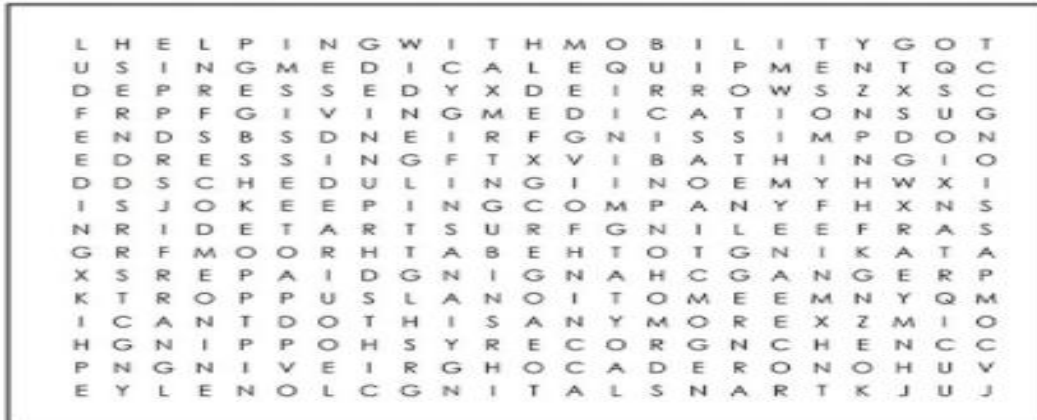 L H E L P I N G W I T H M O B I L I T Y G O T
U S I N G M E D I C A L E Q U I P M E N T Q C
D E P R E S S E D Y X D E I R R O W S Z X S C
F R P F G I V I N G M E D I C A T I O N S U G
E N D S B S D N E I R F G N I S S I M P D O N
E D R E S S I N G F T X V I B A T H I N G I O
D D S C H E D U L I N G I I N O E M Y H W X I
I S J O K E E P I N G C O M P A N Y F H X N S
N R I D E T A R T S U R F G N I L E E F R A S
G R F M O O R H T A B E H T O T G N I K A T A
X S R E P A I D G N I G N A H C G A N G E R P
K T R O P P U S L A N O I T O M E E M N Y Q M
I C A N T D O T H I S A N Y M O R E X Z M I O
H G N I P P O H S Y R E C O R G N C H E N C C
P N G N I V E I R G H O C A D E R O N O H U V
E Y L E N O L C G N I T A L S N A R T K J U J